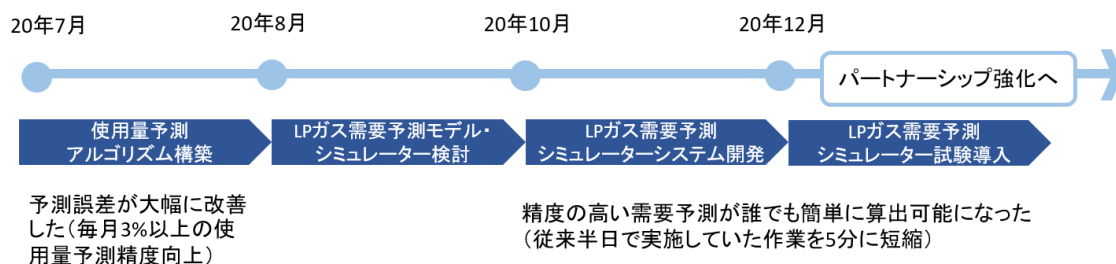 20年7月
20年8月
20年10月
20年12月
パートナーシップ強化へ
使用量予測
アルゴリズム構築
LPガス需要予測モデル・
シミュレーター検討
LPガス需要予測
シミュレーターシステム開発
LPガス需要予測
シミュレーター試験導入
予測誤差が大幅に改善
した（毎月3%以上の使
用量予測精度向上）
精度の高い需要予測が誰でも簡単に算出可能になった
（従来半日で実施していた作業を5分に短縮）